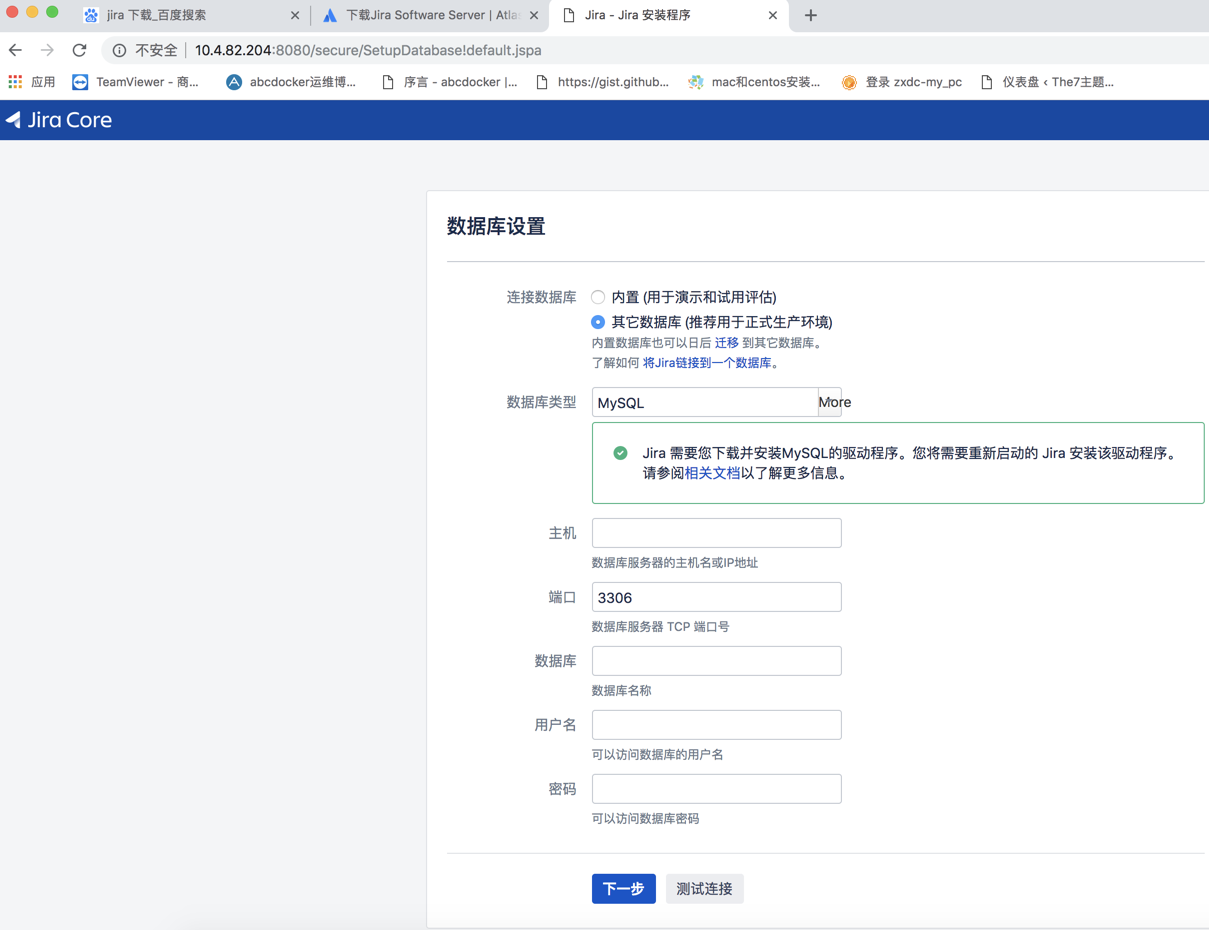 jira 下载_百度搜索
下载Jira Software Server | Atla
Jira - Jira 安装程序
不安全
10.4.82.204:8080/secure/SetupDatabase!default.jspa
应用
TeamViewer - 商...
abcdocker运维博...
序言 - abcdocker |...
https://gist.github...
mac和centos安装...
登录 zxdc-my_pc
仪表盘 ‹ The7主题...
Jira Core
数据库设置
连接数据库
内置 (用于演示和试用评估)
其它数据库 (推荐用于正式生产环境)
内置数据库也可以日后 迁移 到其它数据库。
了解如何 将Jira链接到一个数据库。
数据库类型
MySQL
More
Jira 需要您下载并安装MySQL的驱动程序。您将需要重新启动的 Jira 安装该驱动程序。
请参阅相关文档以了解更多信息。
主机
数据库服务器的主机名或IP地址
端口
3306
数据库服务器 TCP 端口号
数据库
数据库名称
用户名
可以访问数据库的用户名
密码
可以访问数据库密码
下一步
测试连接